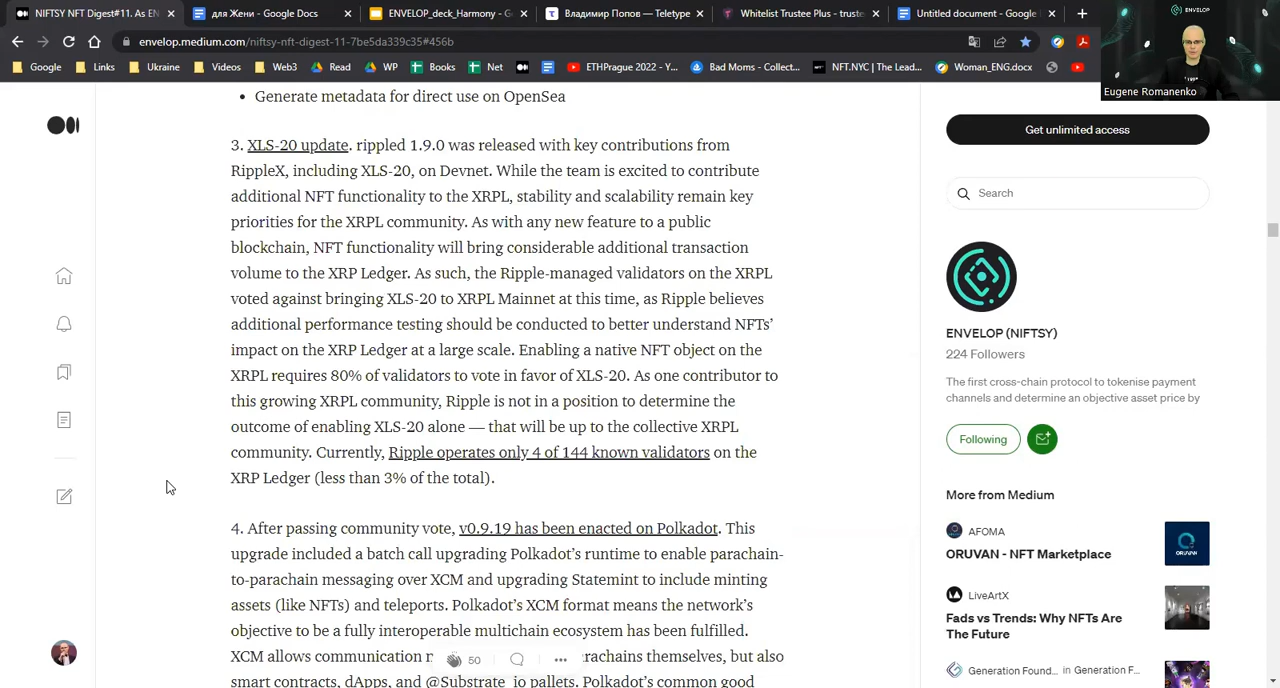 NIFTSY NFT Digest#11. As EN
для Жени - Google Docs
ENVELOP_deck_Harmony - G
Владимир Попов — Teletype
Whitelist Trustee Plus - truste
Untitled document - Google
envelop.medium.com/niftsy-nft-digest-11-7be5da339c35#456b
ENVELOP
Google
Links
Ukraine
Videos
Web3
Read
WP
Books
Net
ETHPrague 2022 - Y...
Bad Moms - Collect...
NFT.NYC | The Lead...
Woman_ENG.docx
Eugene Romanenko
• Generate metadata for direct use on OpenSea
3. XLS-20 update. rippled 1.9.0 was released with key contributions from
RippleX, including XLS-20, on Devnet. While the team is excited to contribute
additional NFT functionality to the XRPL, stability and scalability remain key
priorities for the XRPL community. As with any new feature to a public
blockchain, NFT functionality will bring considerable additional transaction
volume to the XRP Ledger. As such, the Ripple-managed validators on the XRPL
voted against bringing XLS-20 to XRPL Mainnet at this time, as Ripple believes
additional performance testing should be conducted to better understand NFTs’
impact on the XRP Ledger at a large scale. Enabling a native NFT object on the
XRPL requires 80% of validators to vote in favor of XLS-20. As one contributor to
this growing XRPL community, Ripple is not in a position to determine the
outcome of enabling XLS-20 alone — that will be up to the collective XRPL
community. Currently, Ripple operates only 4 of 144 known validators on the
XRP Ledger (less than 3% of the total).
4. After passing community vote, v0.9.19 has been enacted on Polkadot. This
upgrade included a batch call upgrading Polkadot’s runtime to enable parachain-
to-parachain messaging over XCM and upgrading Statemint to include minting
assets (like NFTs) and teleports. Polkadot’s XCM format means the network’s
objective to be a fully interoperable multichain ecosystem has been fulfilled.
XCM allows communication
rachains themselves, but also
50
smart contracts, dApps, and
io pallets. Polkadot’s common good
Get unlimited access
Search
ENVELOP (NIFTSY)
224 Followers
The first cross-chain protocol to tokenise payment
channels and determine an objective asset price by
Following
More from Medium
AFOMA
ORUVAN - NFT Marketplace
ORUVAN
LiveArtX
Fads vs Trends: Why NFTs Are
The Future
Generation Found... in Generation F...